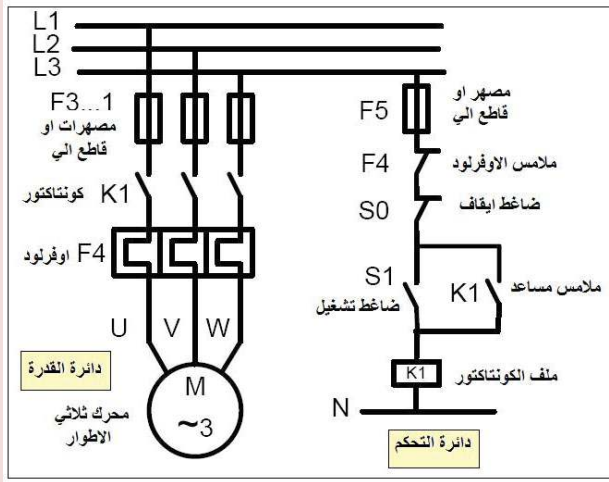 L1
L2
L3
F3...1
مصهرات او
قاطع الي
K1 كونتاكتور
F4 اوفرلود
U V W
M
~3
محرك ثلاثي
الاطوار
دائرة القدرة
F5
مصهر او
قاطع الي
F4
ملامس الاوفرلود
S0
ضاغط ايقاف
S1
ضاغط تشغيل
K1
ملامس مساعد
K1
ملف الكونتاكتور
N
دائرة التحكم